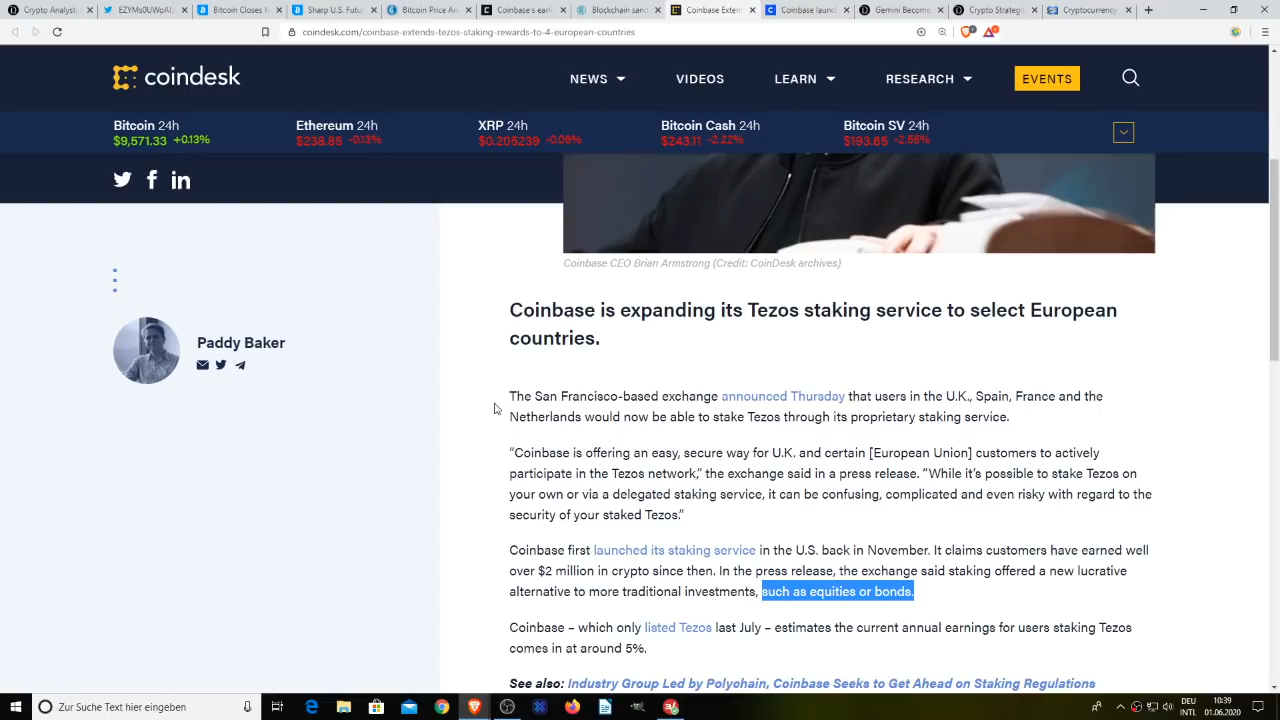 Crypto Analyst
EZM5U0WpAL
Bitcoin Closes
Sharp U.S. Futur
Bitcoin Price An
Coinbase's earl
Blockchain sand
Coinbase Exten
Coinbase launc
Gemini Become
Crypto Strateg
Cryptocurrency
coindesk.com/coinbase-extends-tezos-staking-rewards-to-4-european-countries
coindesk
NEWS
VIDEOS
LEARN
RESEARCH
EVENTS
Bitcoin 24h
$9,571.33 +0.13%
Ethereum 24h
$238.85 -0.13%
XRP 24h
$0.205239 -0.06%
Bitcoin Cash 24h
$243.11 -2.22%
Bitcoin SV 24h
$193.65 -2.55%
Coinbase CEO Brian Armstrong (Credit: CoinDesk archives)
Paddy Baker
Coinbase is expanding its Tezos staking service to select European
countries.
The San Francisco-based exchange announced Thursday that users in the U.K., Spain, France and the
Netherlands would now be able to stake Tezos through its proprietary staking service.
“Coinbase is offering an easy, secure way for U.K. and certain [European Union] customers to actively
participate in the Tezos network,” the exchange said in a press release. “While it’s possible to stake Tezos on
your own or via a delegated staking service, it can be confusing, complicated and even risky with regard to the
security of your staked Tezos.”
Coinbase first launched its staking service in the U.S. back in November. It claims customers have earned well
over $2 million in crypto since then. In the press release, the exchange said staking offered a new lucrative
alternative to more traditional investments, such as equities or bonds.
Coinbase – which only listed Tezos last July – estimates the current annual earnings for users staking Tezos
comes in at around 5%.
See also: Industry Group Led by Polychain, Coinbase Seeks to Get Ahead on Staking Regulations
Zur Suche Text hier eingeben
DEU
INTL
10:39
01.06.2020